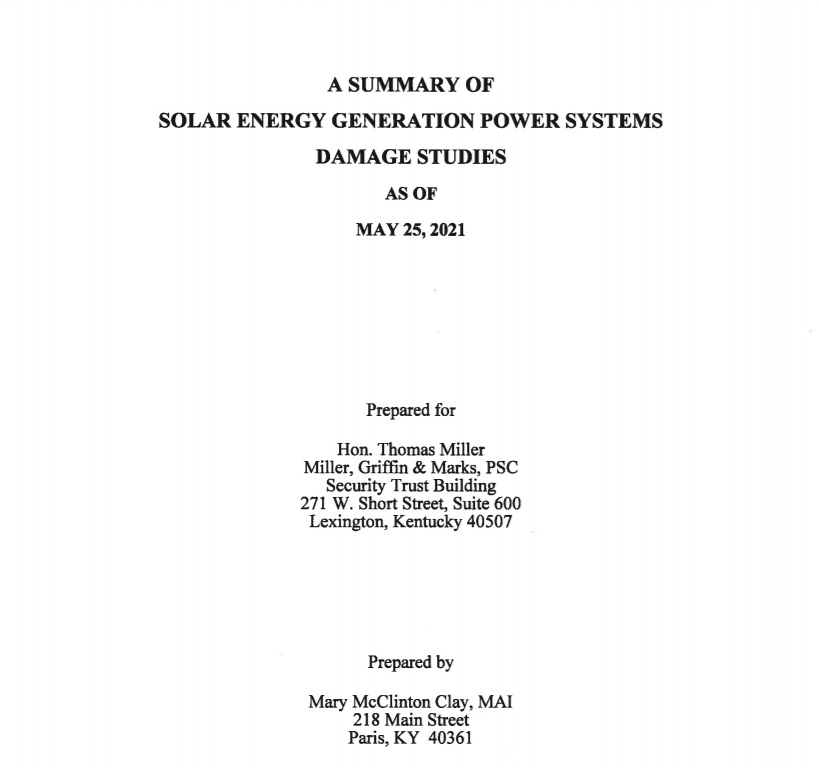 A SUMMARY OF
SOLAR ENERGY GENERATION POWER SYSTEMS
DAMAGE STUDIES
AS OF
MAY 25, 2021
Prepared for
Hon. Thomas Miller
Miller, Griffin & Marks, PSC
Security Trust Building
271 W. Short Street, Suite 600
Lexington, Kentucky 40507
Prepared by
Mary McClinton Clay, MAI
218 Main Street
Paris, KY 40361